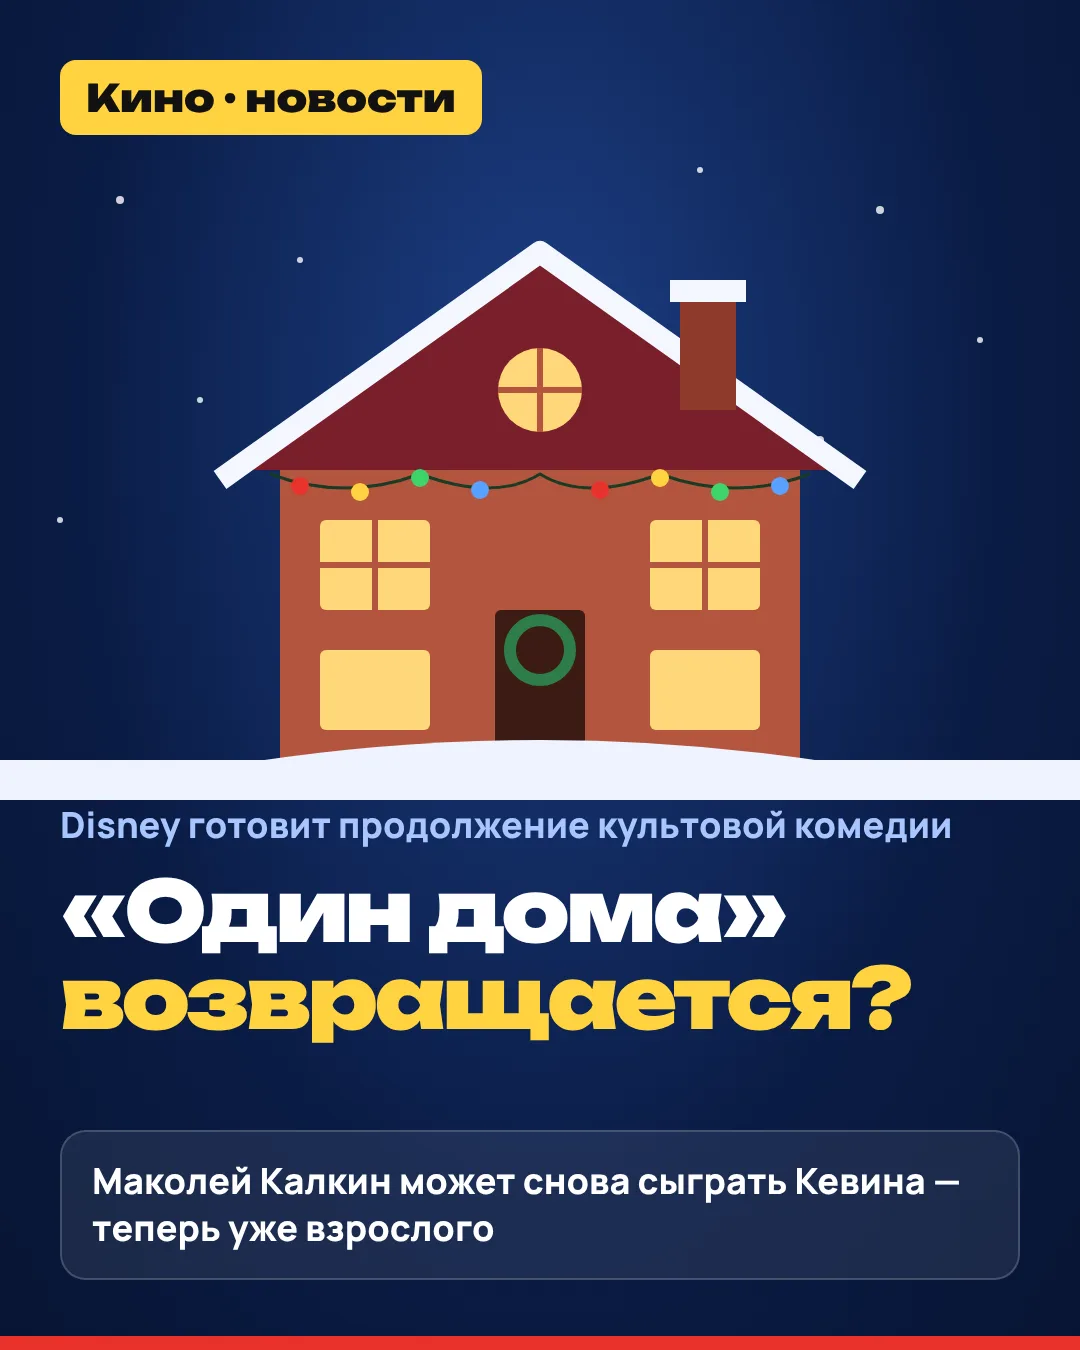 Кино · новости
Disney готовит продолжение культовой комедии
«Один дома»
возвращается?
Маколей Калкин может снова сыграть Кевина —
теперь уже взрослого